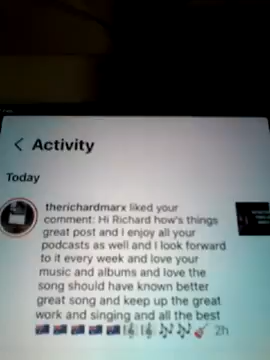 Activity
Today
therichardmarx liked your
comment: Hi Richard how's things
great post and I enjoy all your
podcasts as well and I look forward
to it every week and love your
music and albums and love the
song should have known better
great song and keep up the great
work and singing and all the best
🇦🇺🇦🇺🇦🇺🇦🇺🇦🇺🎼🎼🎶🎶🎸 2h